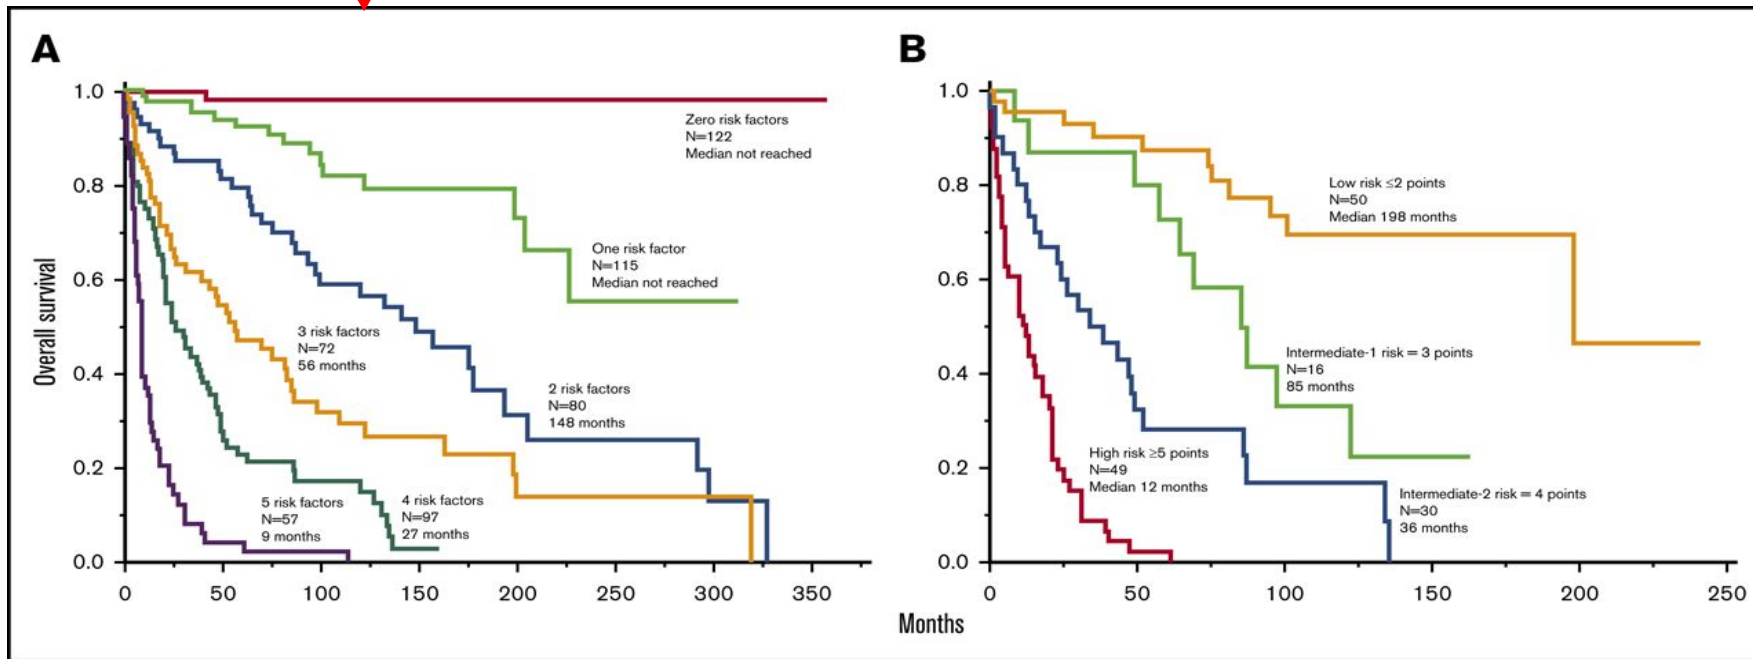 A
B
Overall survival
1.0
0.8
0.6
0.4
0.2
0.0
0 50 100 150 200 250 300 350
Zero risk factors
N=122
Median not reached
One risk factor
N=115
Median not reached
3 risk factors
N=72
56 months
2 risk factors
N=80
148 months
5 risk factors
N=57
9 months
4 risk factors
N=97
27 months
1.0
0.8
0.6
0.4
0.2
0.0
0 50 100 150 200 250
Low risk ≤2 points
N=50
Median 198 months
Intermediate-1 risk = 3 points
N=16
85 months
High risk ≥5 points
N=49
Median 12 months
Intermediate-2 risk = 4 points
N=30
36 months
Months